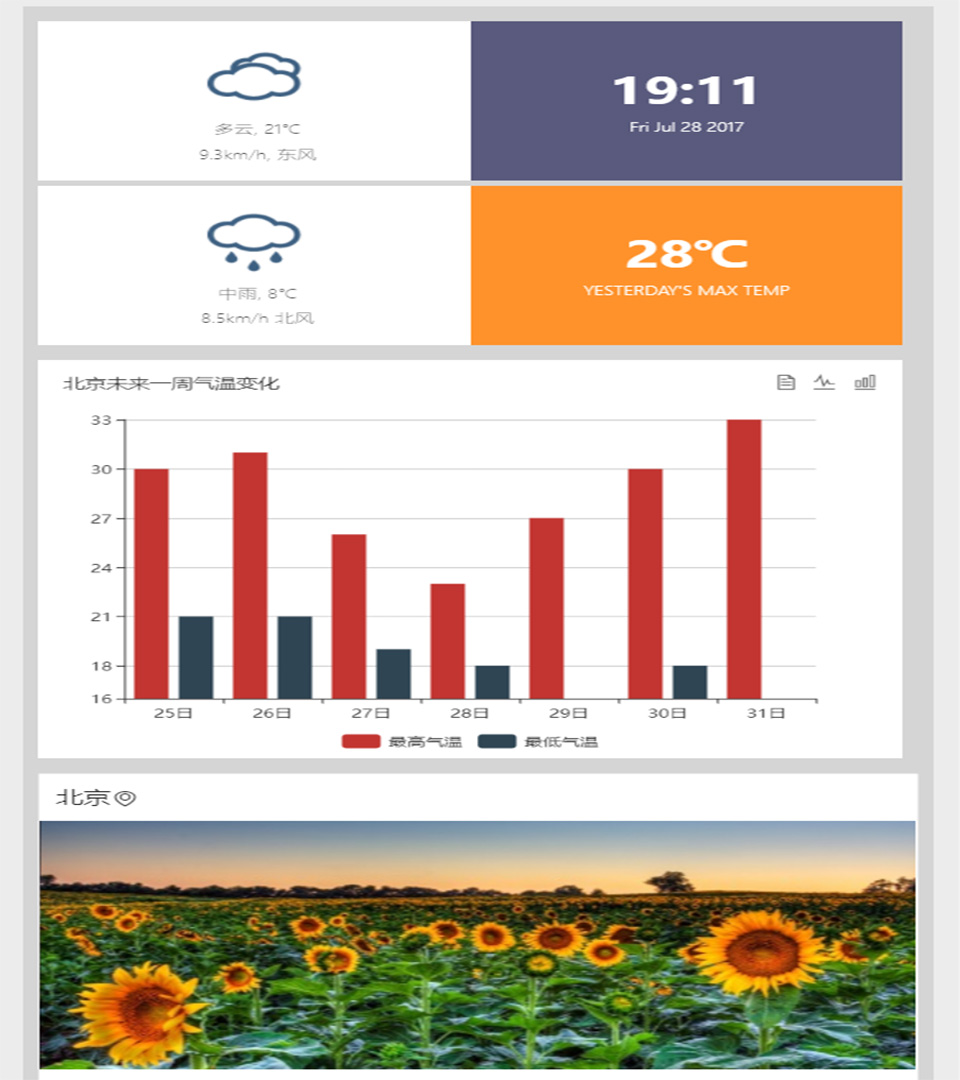 多云, 21°C
9.3km/h, 东风
19:11
Fri Jul 28 2017
中雨, 8°C
8.5km/h 北风
28°C
YESTERDAY'S MAX TEMP
北京未来一周气温变化
33
30
27
24
21
18
16
25日 26日 27日 28日 29日 30日 31日
最高气温 最低气温
北京